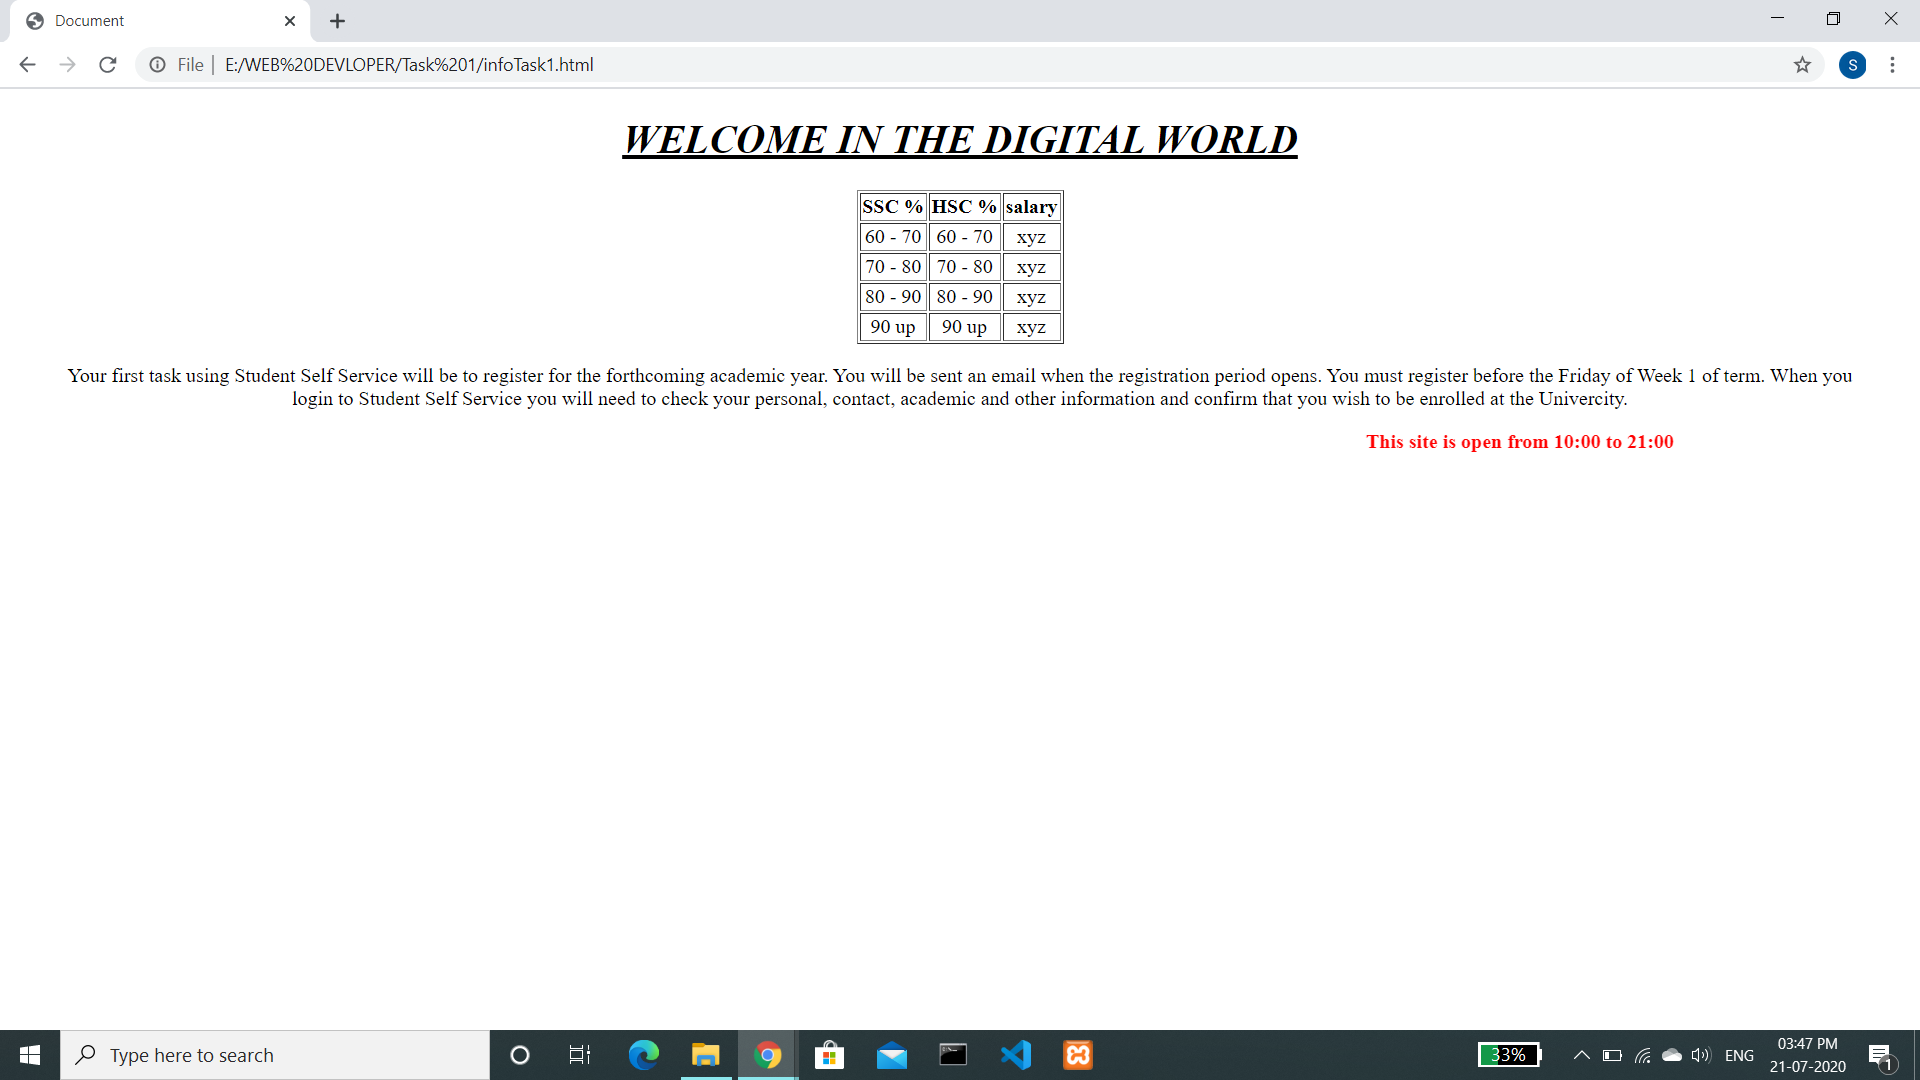 Document
File | E:/WEB%20DEVLOPER/Task%201/infoTask1.html
S
WELCOME IN THE DIGITAL WORLD
SSC % HSC % salary
60 - 70 60 - 70 xyz
70 - 80 70 - 80 xyz
80 - 90 80 - 90 xyz
90 up 90 up xyz
Your first task using Student Self Service will be to register for the forthcoming academic year. You will be sent an email when the registration period opens. You must register before the Friday of Week 1 of term. When you
login to Student Self Service you will need to check your personal, contact, academic and other information and confirm that you wish to be enrolled at the Univercity.
This site is open from 10:00 to 21:00
Type here to search
33%
ENG
03:47 PM
21-07-2020
1